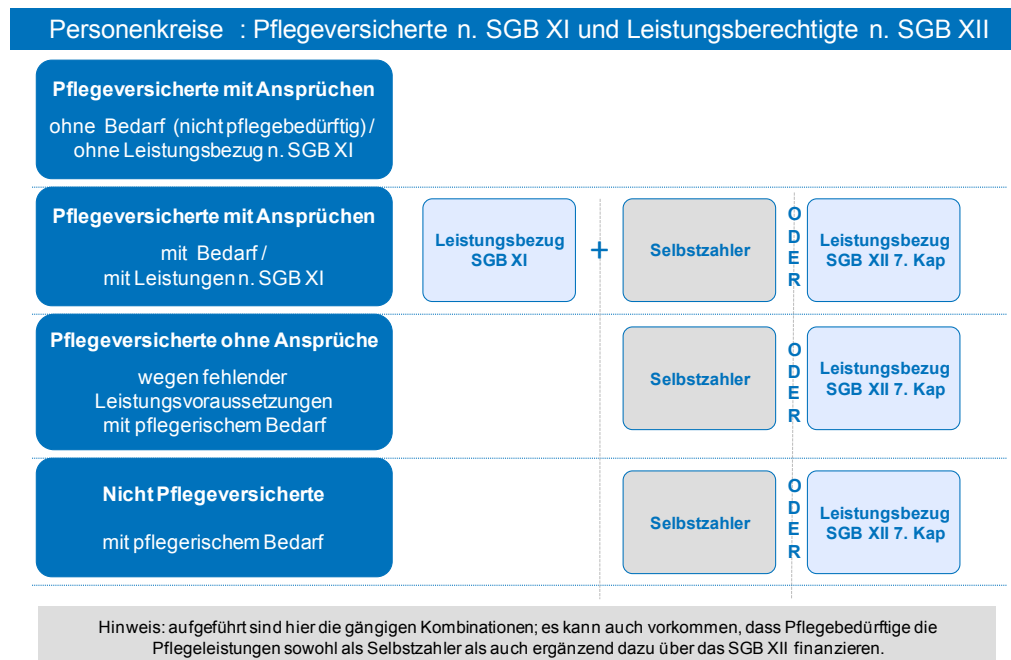 Personenkreise : Pflegeversicherte n. SGB XI und Leistungsberechtigte n. SGB XII
Pflegeversicherte mit Ansprüchen
ohne Bedarf (nicht pflegebedürftig) /
ohne Leistungsbezug n. SGB XI
Pflegeversicherte mit Ansprüchen
mit Bedarf /
mit Leistungen n. SGB XI
Leistungsbezug
SGB XI
+
Selbstzahler
ODER
Leistungsbezug
SGB XII 7. Kap
Pflegeversicherte ohne Ansprüche
wegen fehlender
Leistungsvoraussetzungen
mit pflegerischem Bedarf
Selbstzahler
ODER
Leistungsbezug
SGB XII 7. Kap
Nicht Pflegeversicherte
mit pflegerischem Bedarf
Selbstzahler
ODER
Leistungsbezug
SGB XII 7. Kap
Hinweis: aufgeführt sind hier die gängigen Kombinationen; es kann auch vorkommen, dass Pflegebedürftige die
Pflegeleistungen sowohl als Selbstzahler als auch ergänzend dazu über das SGB XII finanzieren.